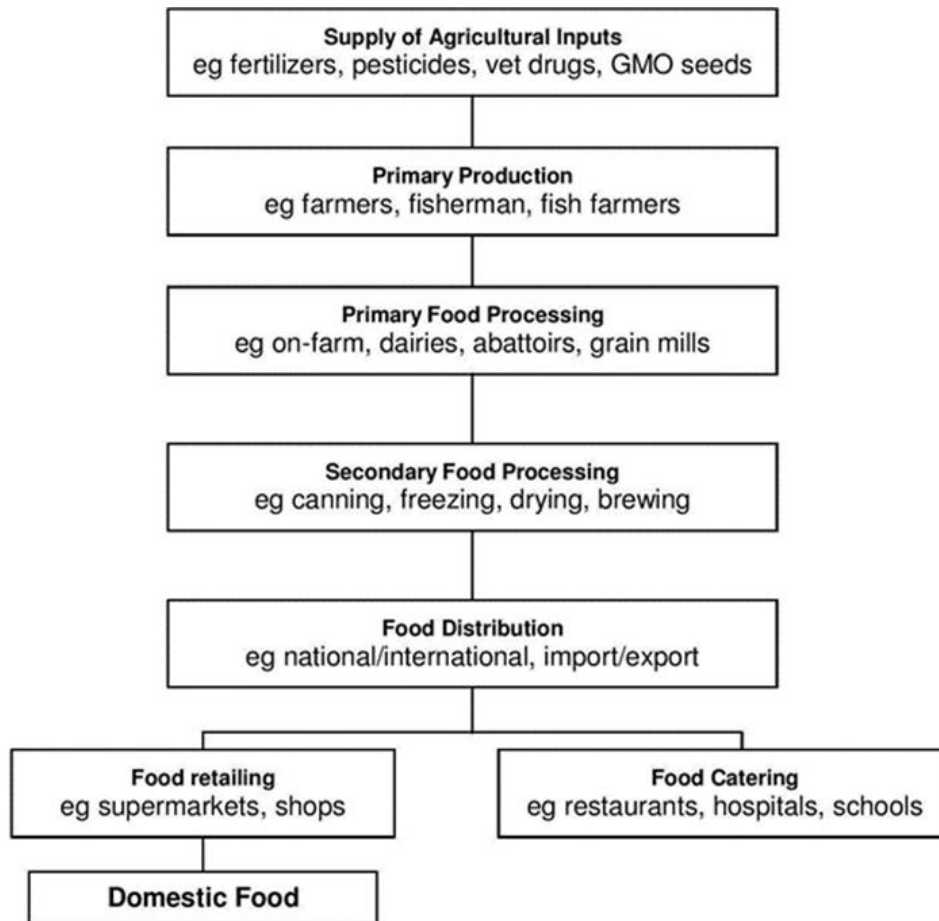 Supply of Agricultural Inputs
eg fertilizers, pesticides, vet drugs, GMO seeds
Primary Production
eg farmers, fisherman, fish farmers
Primary Food Processing
eg on-farm, dairies, abattoirs, grain mills
Secondary Food Processing
eg canning, freezing, drying, brewing
Food Distribution
eg national/international, import/export
Food retailing
eg supermarkets, shops
Food Catering
eg restaurants, hospitals, schools
Domestic Food